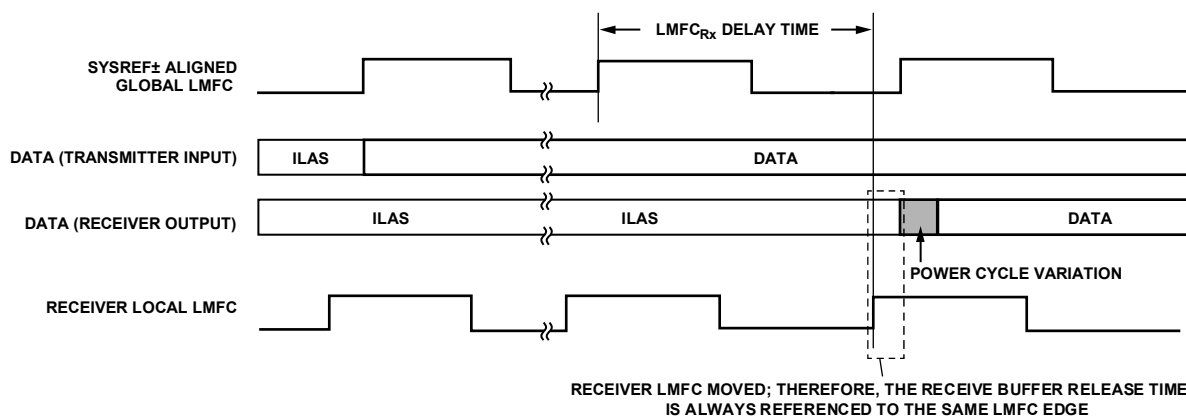 LMFCRx DELAY TIME
SYSREF± ALIGNED
GLOBAL LMFC
DATA (TRANSMITTER INPUT)
ILAS
DATA
DATA (RECEIVER OUTPUT)
ILAS
ILAS
DATA
POWER CYCLE VARIATION
RECEIVER LOCAL LMFC
RECEIVER LMFC MOVED; THEREFORE, THE RECEIVE BUFFER RELEASE TIME
IS ALWAYS REFERENCED TO THE SAME LMFC EDGE